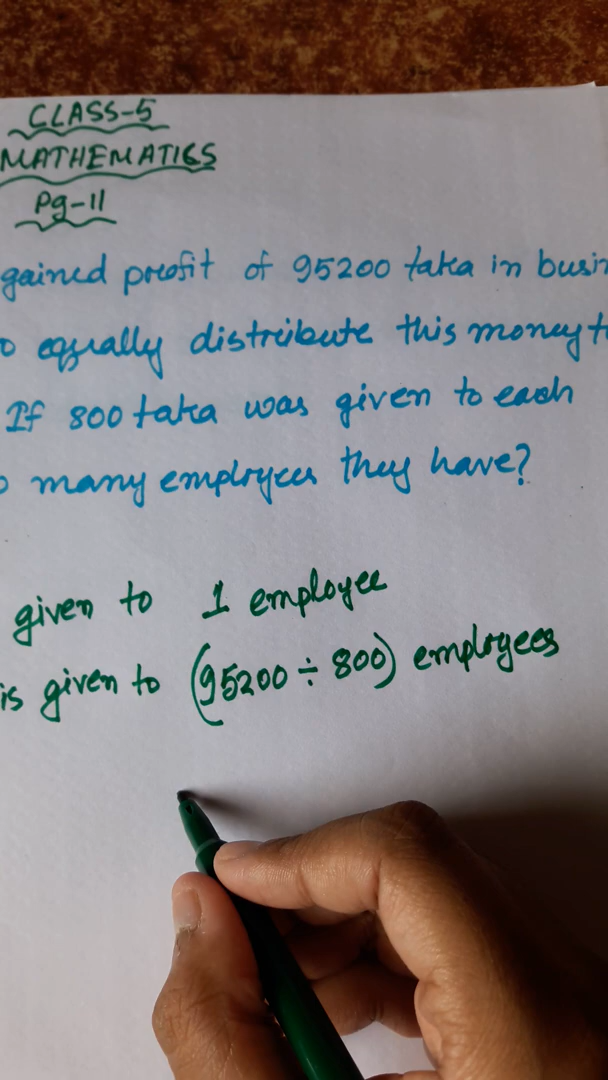 CLASS-5
MATHEMATICS
Pg-11
gained profit of 95200 taka in busin
o equally distribute this money t
If 800 taka was given to each
o many employees they have?
given to 1 employee
is given to (95200 ÷ 800) employees